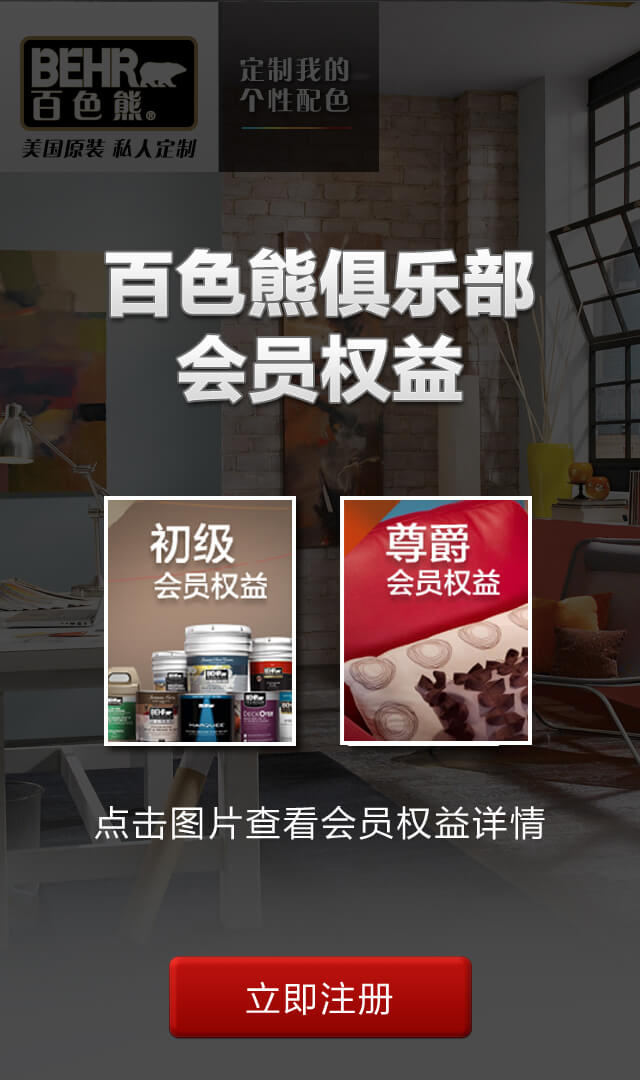 BEHR
百色熊®
美国原装 私人定制
定制我的
个性配色
百色熊俱乐部
会员权益
初级
会员权益
BEHR
MARQUEE
DECKOVER
尊爵
会员权益
点击图片查看会员权益详情
立即注册